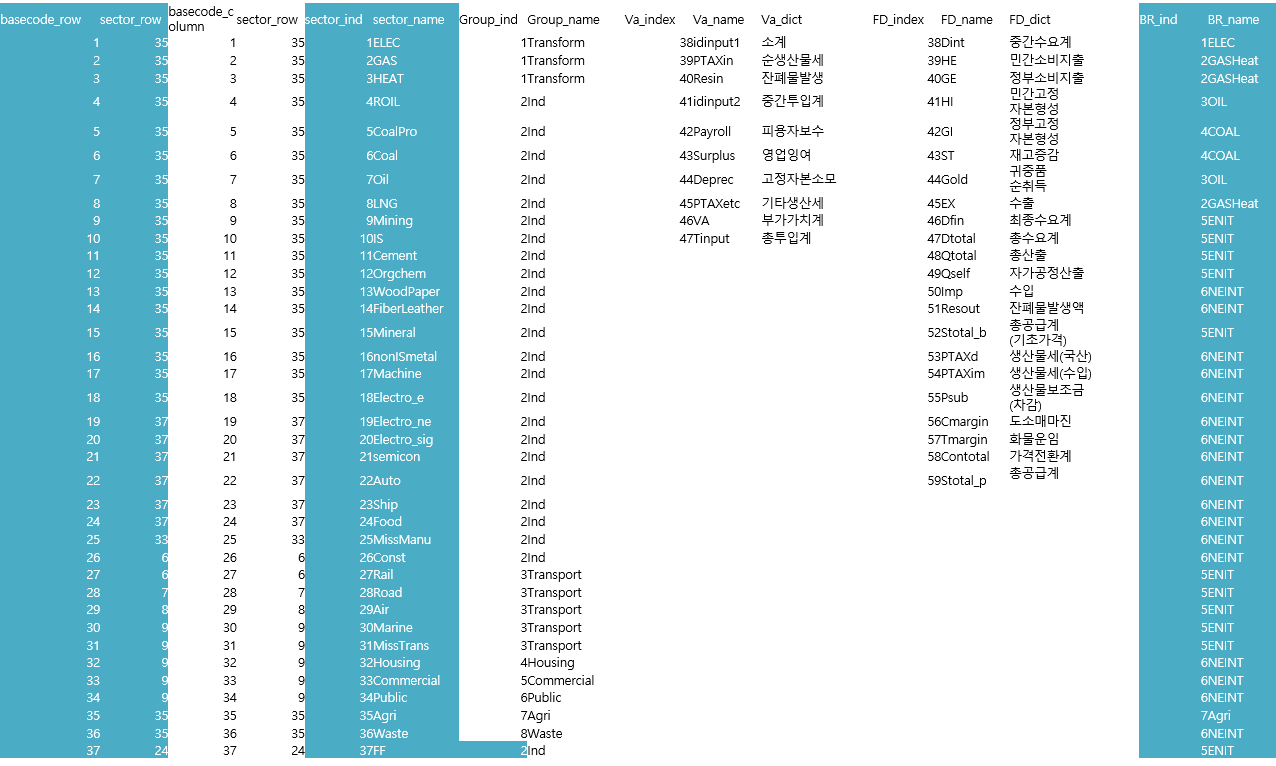 basecode_row sector_row basecode_column sector_row sector_ind sector_name Group_ind Group_name Va_index Va_name Va_dict FD_index FD_name FD_dict BR_ind BR_name
1 35 1 35 1 ELEC 1 Transform 38 idinput1 소계 38 Dint 중간수요계 1 ELEC
2 35 2 35 2 GAS 1 Transform 39 PTAXin 순생산물세 39 HE 민간소비지출 2 GASHeat
3 35 3 35 3 HEAT 1 Transform 40 Resin 잔폐물발생 40 GE 정부소비지출 2 GASHeat
4 35 4 35 4 ROIL 2 Ind 41 idinput2 중간투입계 41 HI 민간고정 자본형성 3 OIL
5 35 5 35 5 CoalPro 2 Ind 42 Payroll 피용자보수 42 GI 정부고정 자본형성 4 COAL
6 35 6 35 6 Coal 2 Ind 43 Surplus 영업잉여 43 ST 재고증감 4 COAL
7 35 7 35 7 Oil 2 Ind 44 Deprec 고정자본소모 44 Gold 귀중품 순취득 3 OIL
8 35 8 35 8 LNG 2 Ind 45 PTAXetc 기타생산세 45 EX 수출 2 GASHeat
9 35 9 35 9 Mining 2 Ind 46 VA 부가가치계 46 Dfin 최종수요계 5 ENIT
10 35 10 35 10 IS 2 Ind 47 Tinput 총투입계 47 Dtotal 총수요계 5 ENIT
11 35 11 35 11 Cement 2 Ind 48 Qtotal 총산출 5 ENIT
12 35 12 35 12 Orgchem 2 Ind 49 Qself 자가공정산출 5 ENIT
13 35 13 35 13 WoodPaper 2 Ind 50 Imp 수입 6 NEINT
14 35 14 35 14 FiberLeather 2 Ind 51 Resout 잔폐물발생액 6 NEINT
15 35 15 35 15 Mineral 2 Ind 52 Stotal_b 총공급계 (기초가격) 5 ENIT
16 35 16 35 16 nonISmetal 2 Ind 53 PTAXd 생산물세(국산) 6 NEINT
17 35 17 35 17 Machine 2 Ind 54 PTAXim 생산물세(수입) 6 NEINT
18 35 18 35 18 Electro_e 2 Ind 55 Psub 생산물보조금 (차감) 6 NEINT
19 37 19 37 19 Electro_ne 2 Ind 56 Cmargin 도소매마진 6 NEINT
20 37 20 37 20 Electro_sig 2 Ind 57 Tmargin 화물운임 6 NEINT
21 37 21 37 21 semicon 2 Ind 58 Contotal 가격전환계 6 NEINT
22 37 22 37 22 Auto 2 Ind 59 Stotal_p 총공급계 6 NEINT
23 37 23 37 23 Ship 2 Ind 6 NEINT
24 37 24 37 24 Food 2 Ind 6 NEINT
25 33 25 33 25 MissManu 2 Ind 6 NEINT
26 6 26 6 26 Const 2 Ind 6 NEINT
27 6 27 6 27 Rail 3 Transport 5 ENIT
28 7 28 7 28 Road 3 Transport 5 ENIT
29 8 29 8 29 Air 3 Transport 5 ENIT
30 9 30 9 30 Marine 3 Transport 5 ENIT
31 9 31 9 31 MissTrans 3 Transport 5 ENIT
32 9 32 9 32 Housing 4 Housing 6 NEINT
33 9 33 9 33 Commercial 5 Commercial 6 NEINT
34 9 34 9 34 Public 6 Public 6 NEINT
35 35 35 35 35 Agri 7 Agri 7 Agri
36 35 36 35 36 Waste 8 Waste 6 NEINT
37 24 37 24 37 FF 2 Ind 5 ENIT